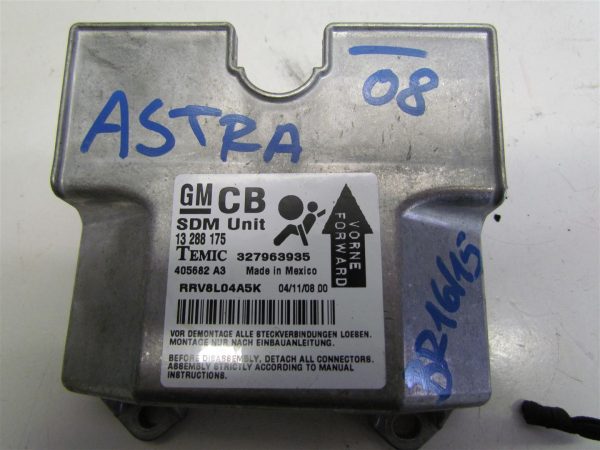 ASTRA
08
GM CB
SDM Unit
13 288 175
TEMIC 327963935
405682 A3 Made in Mexico
RRV8L04A5K 04/11/08 00
VORNE
FORWARD
VOR DEMONTAGE ALLE STECKVERBINDUNGEN LOESEN.
MONTAGE NUR NACH EINBAUANLEITUNG.
BEFORE DISASSEMBLY, DETACH ALL CONNECTORS.
ASSEMBLY STRICTLY ACCORDING TO MANUAL
INSTRUCTIONS.
BR16/15